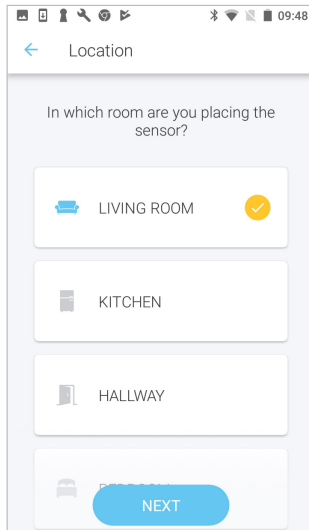 09:48
Location
In which room are you placing the
sensor?
LIVING ROOM
KITCHEN
HALLWAY
NEXT